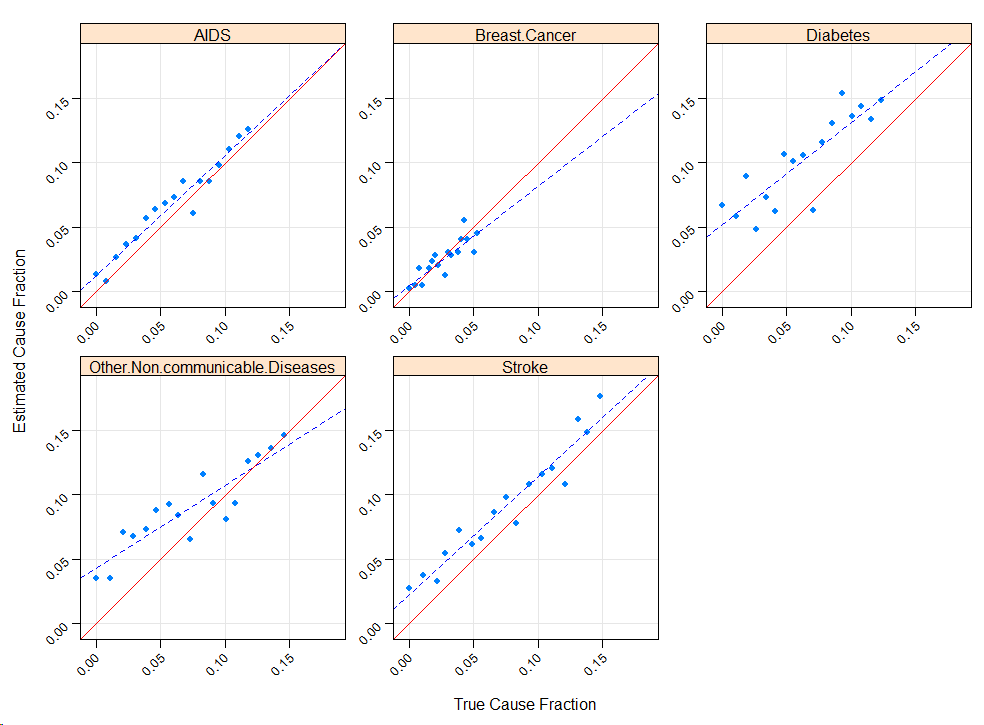 AIDS
Breast.Cancer
Diabetes
0.15
0.10
0.05
0.00
0.15
0.10
0.05
0.00
0.15
0.10
0.05
0.00
0.00 0.05 0.10 0.15
0.00 0.05 0.10 0.15
0.00 0.05 0.10 0.15
Estimated Cause Fraction
Other.Non.communicable.Diseases
Stroke
0.15
0.10
0.05
0.00
0.15
0.10
0.05
0.00
0.00 0.05 0.10 0.15
0.00 0.05 0.10 0.15
True Cause Fraction